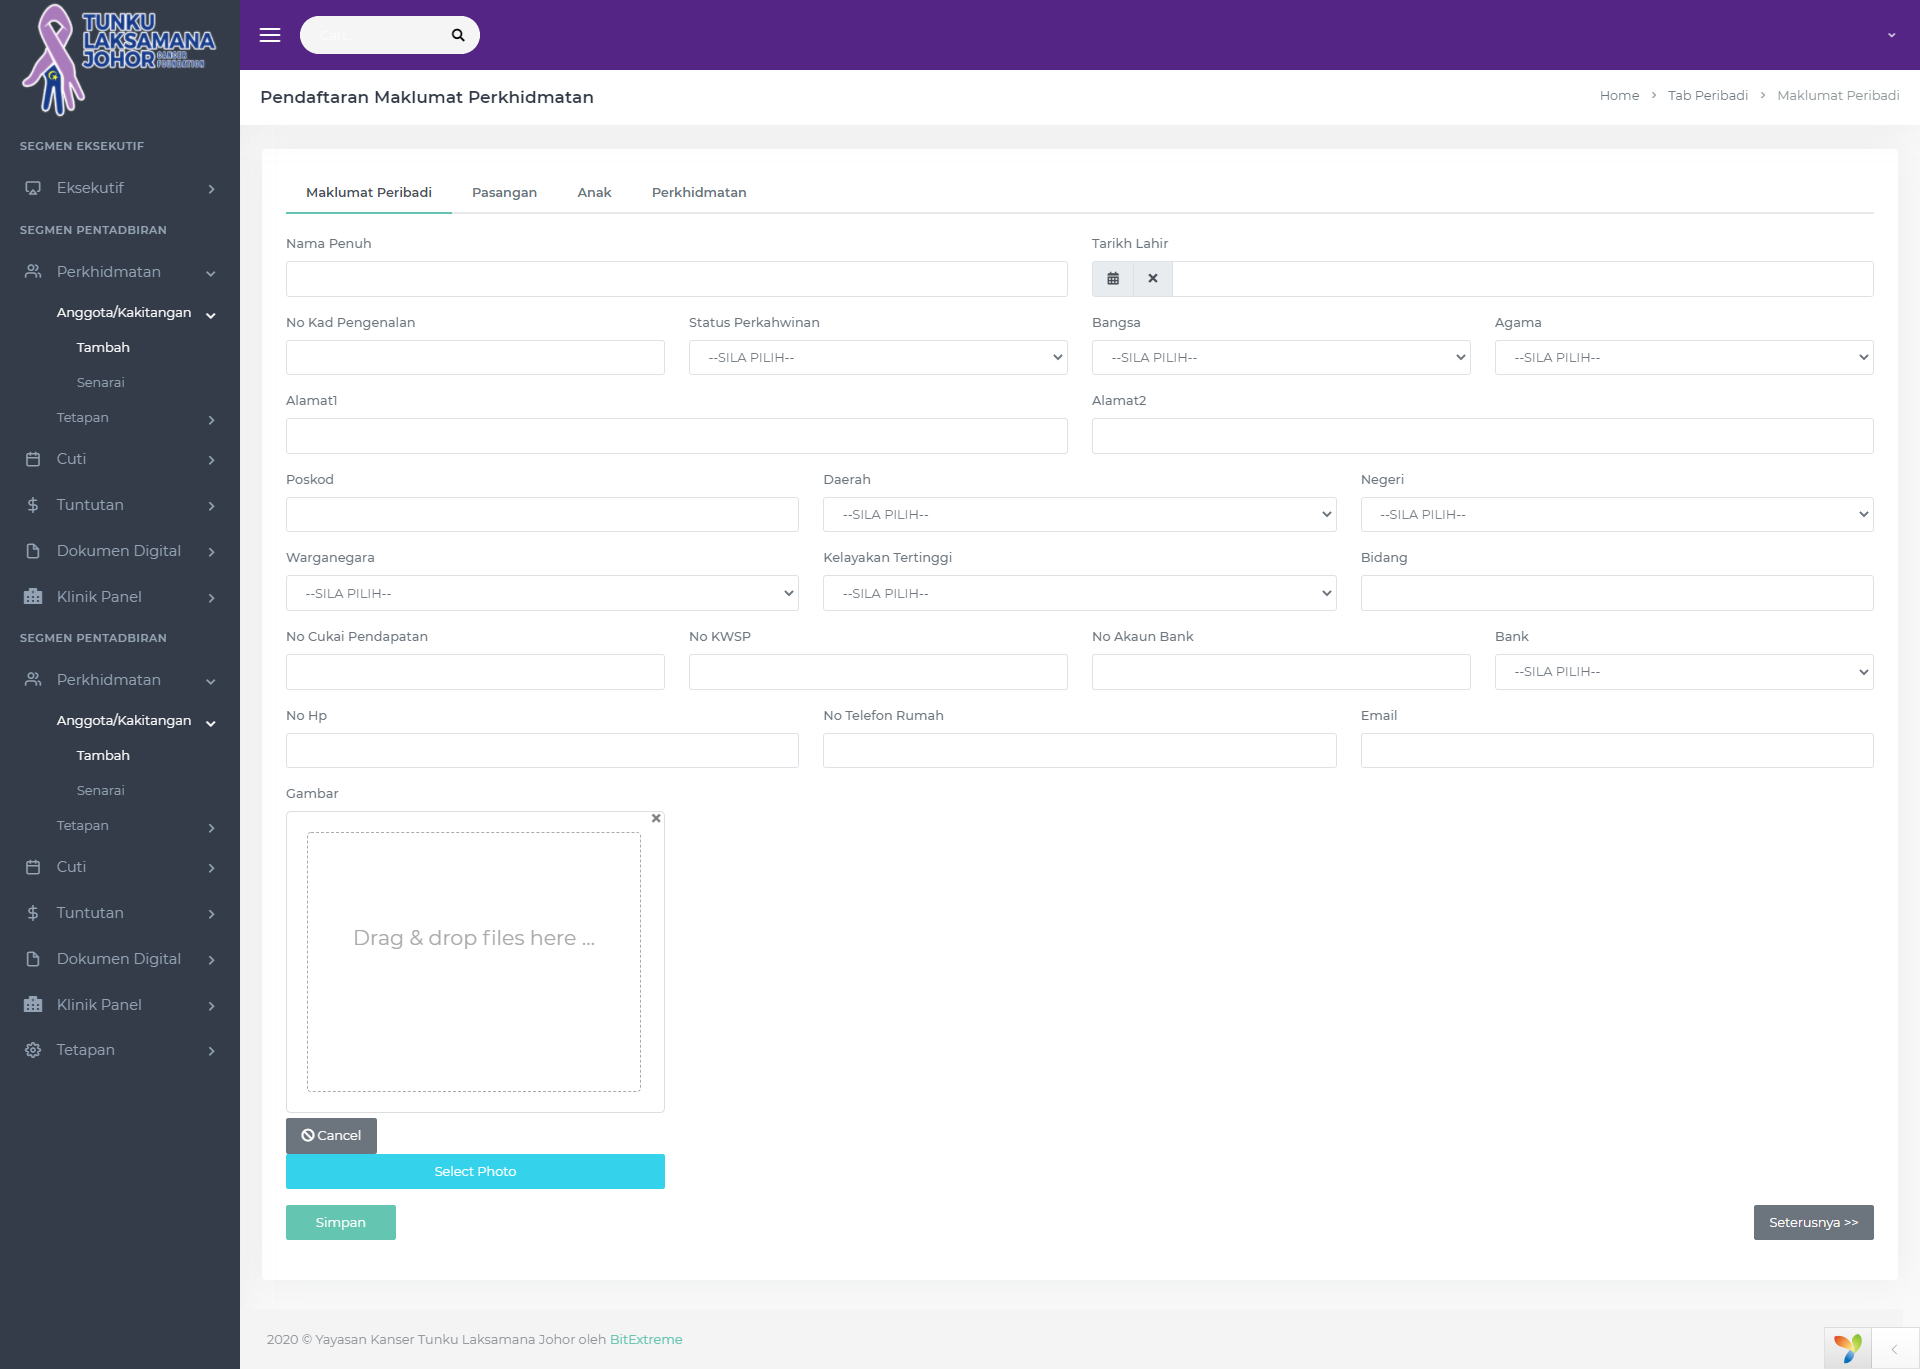 TUNKU
LAKSAMANA
JOHOR CANCER FOUNDATION
SEGMEN EKSEKUTIF
Eksekutif
SEGMEN PENTADBIRAN
Perkhidmatan
Anggota/Kakitangan
Tambah
Senarai
Tetapan
Cuti
Tuntutan
Dokumen Digital
Klinik Panel
SEGMEN PENTADBIRAN
Perkhidmatan
Anggota/Kakitangan
Tambah
Senarai
Tetapan
Cuti
Tuntutan
Dokumen Digital
Klinik Panel
Tetapan
Pendaftaran Maklumat Perkhidmatan
Home > Tab Peribadi > Maklumat Peribadi
Maklumat Peribadi Pasangan Anak Perkhidmatan
Nama Penuh Tarikh Lahir
No Kad Pengenalan Status Perkahwinan Bangsa Agama
--SILA PILIH-- --SILA PILIH-- --SILA PILIH--
Alamat1 Alamat2
Poskod Daerah Negeri
--SILA PILIH-- --SILA PILIH--
Warganegara Kelayakan Tertinggi Bidang
--SILA PILIH-- --SILA PILIH--
No Cukai Pendapatan No KWSP No Akaun Bank Bank
--SILA PILIH--
No Hp No Telefon Rumah Email
Gambar
Drag & drop files here ...
Cancel
Select Photo
Simpan Seterusnya >>
2020 © Yayasan Kanser Tunku Laksamana Johor oleh BitExtreme